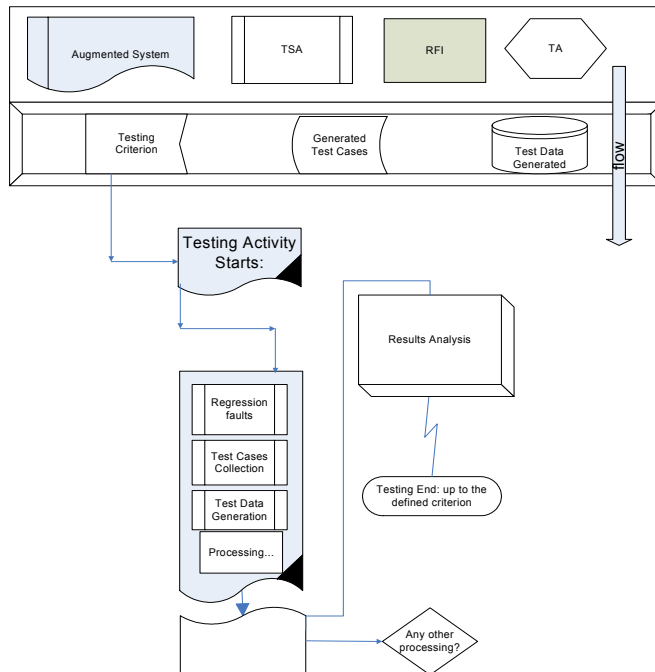 Augmented System
TSA
RFI
TA
Testing
Criterion
Generated
Test Cases
Test Data
Generated
flow
Testing Activity
Starts:
Results Analysis
Regression
faults
Test Cases
Collection
Test Data
Generation
Processing...
Testing End: up to the
defined criterion
Any other
processing?